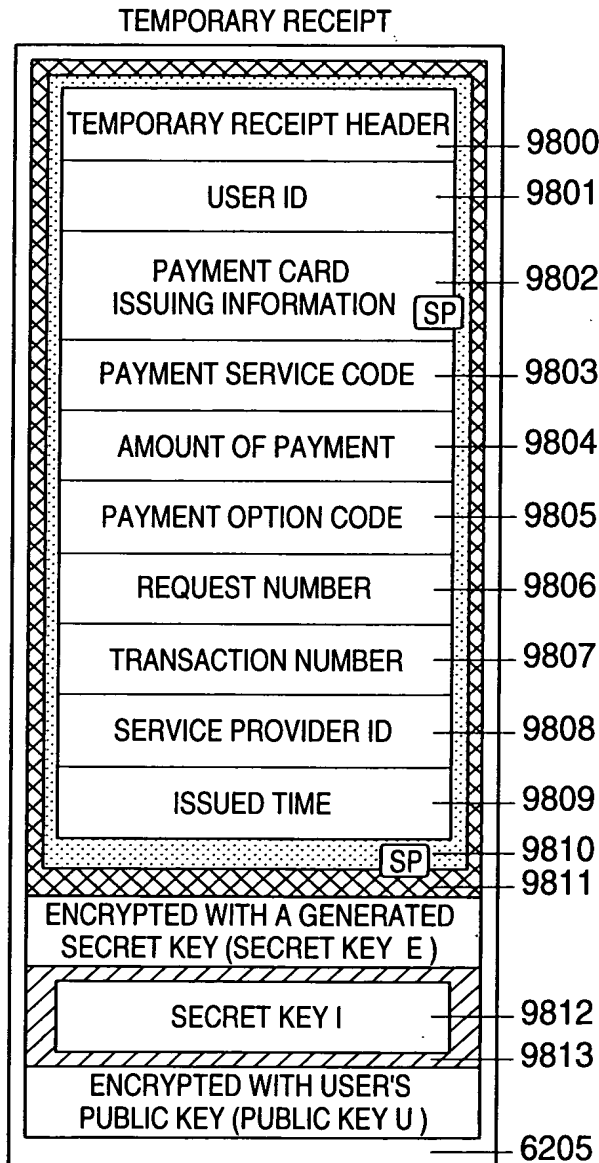 TEMPORARY RECEIPT
TEMPORARY RECEIPT HEADER 9800
USER ID 9801
PAYMENT CARD
ISSUING INFORMATION 9802
SP
PAYMENT SERVICE CODE 9803
AMOUNT OF PAYMENT 9804
PAYMENT OPTION CODE 9805
REQUEST NUMBER 9806
TRANSACTION NUMBER 9807
SERVICE PROVIDER ID 9808
ISSUED TIME 9809
SP 9810
9811
ENCRYPTED WITH A GENERATED
SECRET KEY (SECRET KEY E)
SECRET KEY I 9812
9813
ENCRYPTED WITH USER'S
PUBLIC KEY (PUBLIC KEY U)
6205